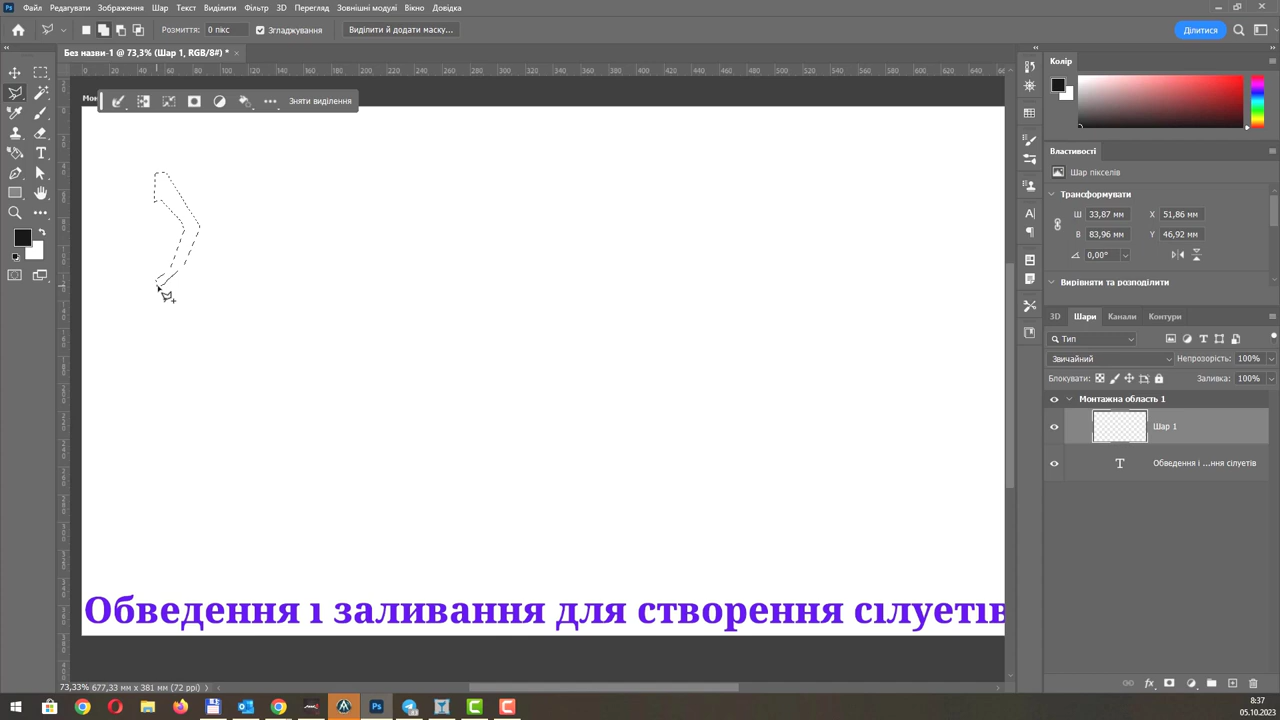 Файл Редагувати Зображення Шар Текст Виділити Фільтр 3D Перегляд Зовнішні модулі Вікно Довідка
Розмиття: 0 пікс Згладжування Виділити й додати маску... Ділитися
Без назви-1 @ 73,3% (Шар 1, RGB/8#) *
Зняти виділення
Колір
Властивості
Шар пікселів
Трансформувати
Ш 33,87 мм X 51,86 мм
В 83,96 мм Y 46,92 мм
0,00°
Вирівняти та розподілити
3D Шари Канали Контури
Тип
Звичайний Непрозорість: 100%
Блокувати: Заливка: 100%
Монтажна область 1
Шар 1
Обведення і ...ння сілуетів
Обведення і заливання для створення сілуетів
73,33% 677,33 мм x 381 мм (72 ppi)
8:37
05.10.2023